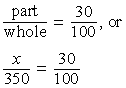 part/whole = 30/100, or
x/350 = 30/100